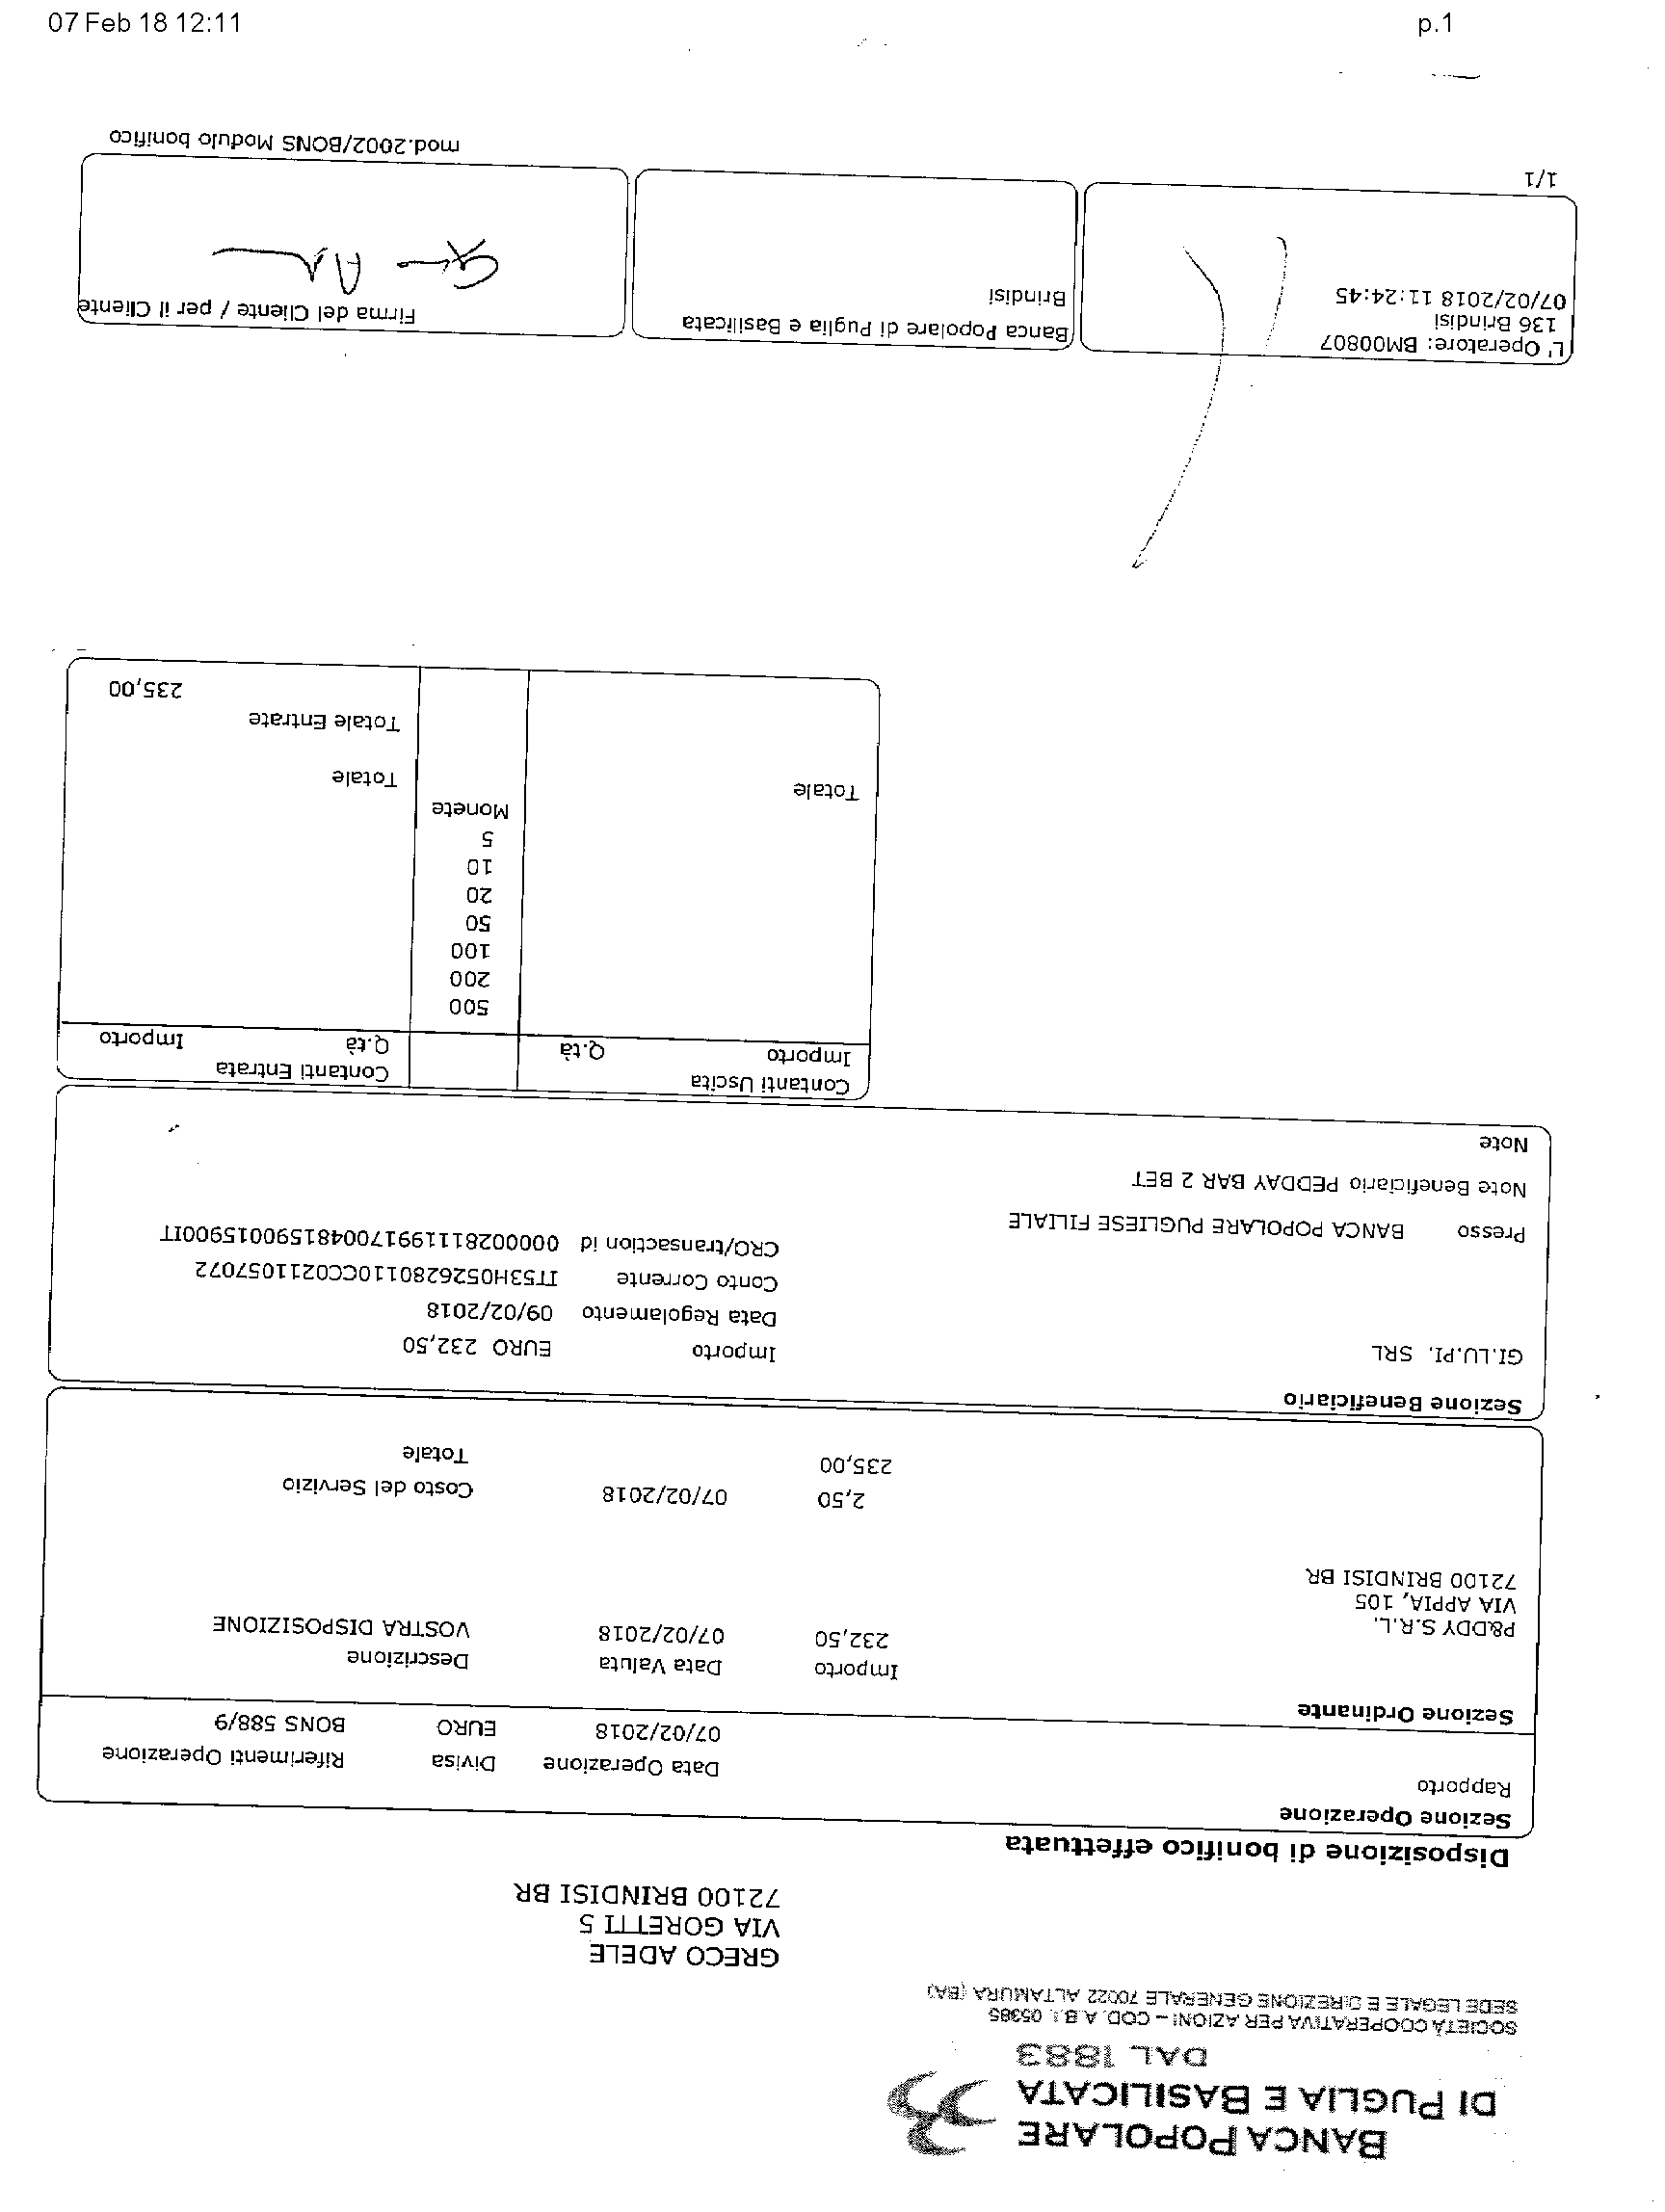 07 Feb 18 12:11
p.1
BANCA POPOLARE
DI PUGLIA E BASILICATA
DAL 1883
SOCIETÀ COOPERATIVA PER AZIONI – COD. A.B.I. 05385
SEDE LEGALE E DIREZIONE GENERALE 70022 ALTAMURA (BA)
GRECO ADELE
VIA GORETTI 5
72100 BRINDISI BR
Disposizione di bonifico effettuata
Sezione Operazione
Rapporto Data Operazione Divisa Riferimenti Operazione
07/02/2018 EURO BONS 588/9
Sezione Ordinante
Importo Data Valuta Descrizione
P&DDY S.R.L. 232,50 07/02/2018 VOSTRA DISPOSIZIONE
VIA APPIA, 105
72100 BRINDISI BR
2,50 07/02/2018 Costo del Servizio
235,00 Totale
Sezione Beneficiario
GI.LU.PI. SRL Importo EURO 232,50
Data Regolamento 09/02/2018
Conto Corrente IT53H0526280110CC0211057072
Presso BANCA POPOLARE PUGLIESE FILIALE CRO/transaction id 0000028111991700481590015900IT
Note Beneficiario PEDDAY BAR 2 BET
Note
Contanti Uscita Contanti Entrata
Importo Q.tà Q.tà Importo
500
200
100
50
20
10
5
Monete
Totale Totale
Totale Entrate
235,00
L' Operatore: BM00807 Banca Popolare di Puglia e Basilicata Firma del Cliente / per il Cliente
136 Brindisi Brindisi
07/02/2018 11:24:45
1/1 mod.2002/BONS Modulo bonifico